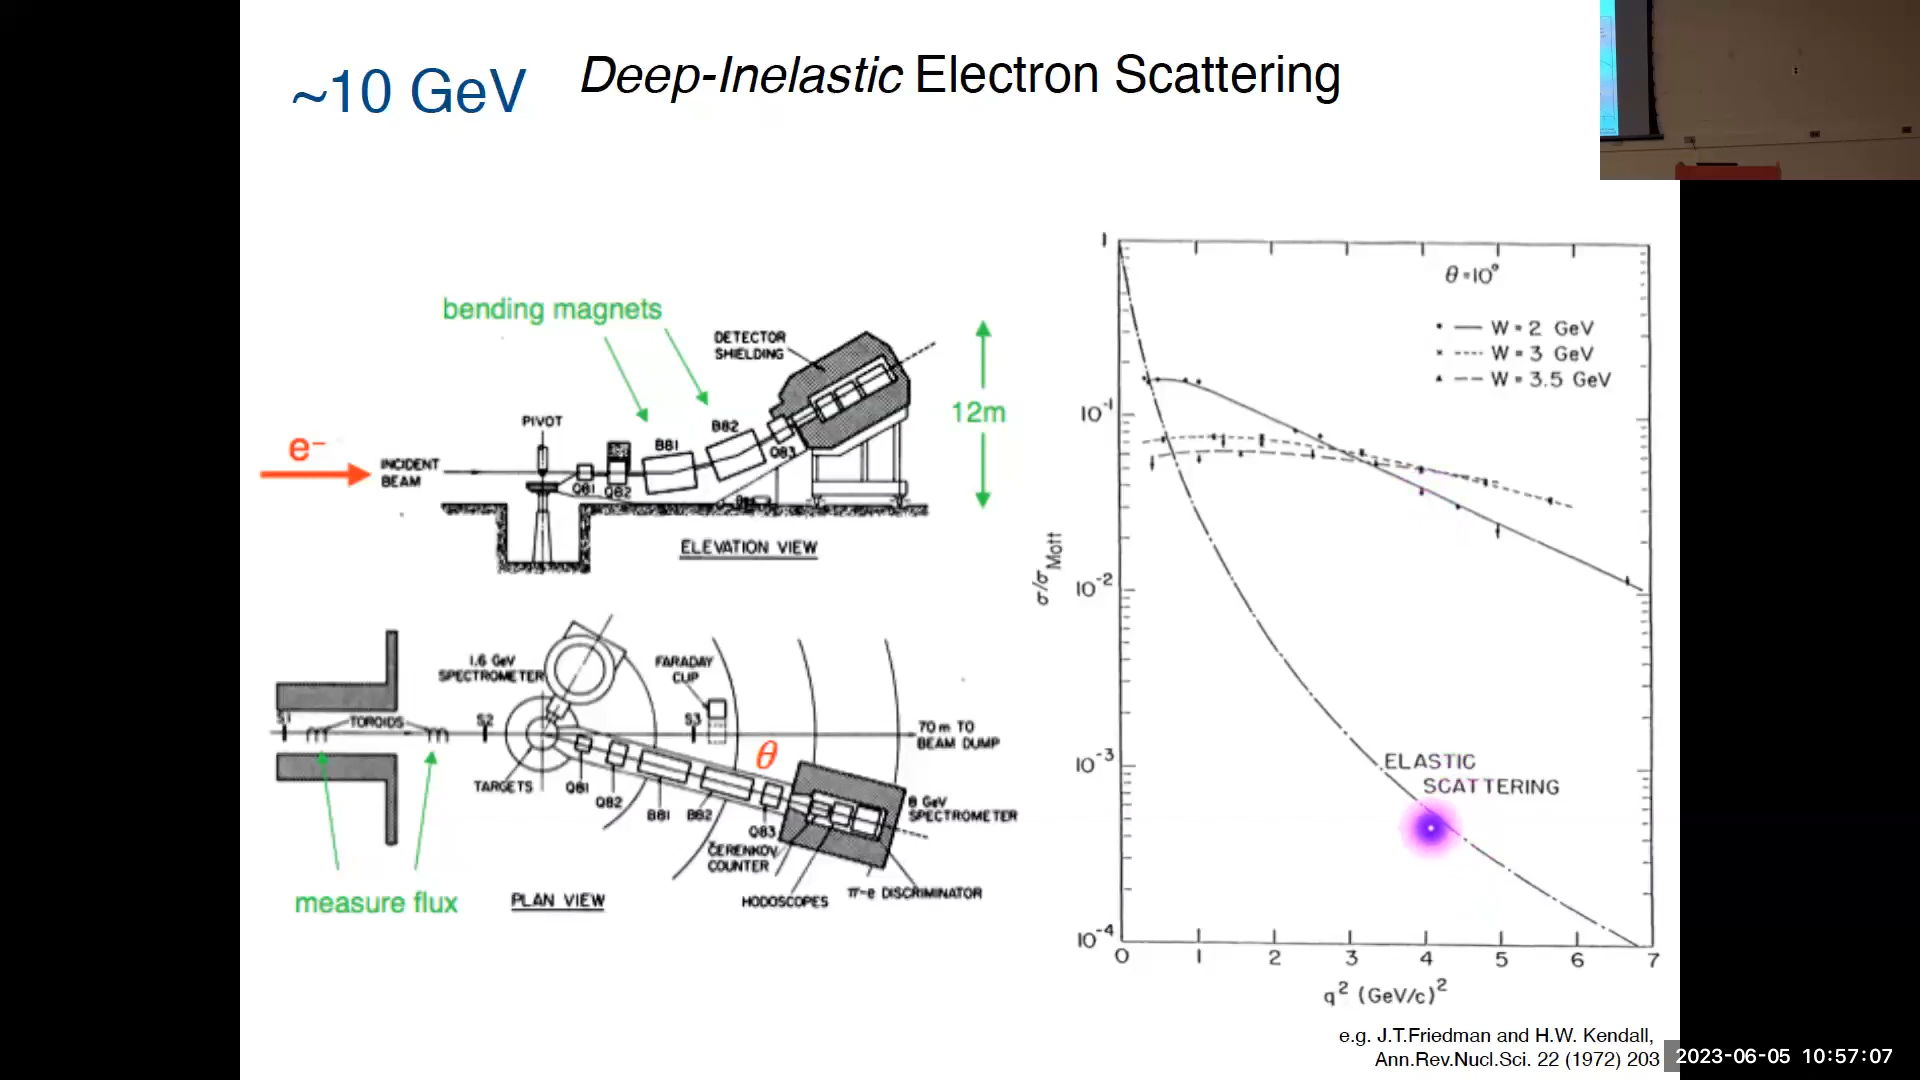 ~10 GeV
Deep-Inelastic Electron Scattering
bending magnets
DETECTOR
SHIELDING
12m
PIVOT
B82
B81
Q83
e⁻
INCIDENT
BEAM
Q81
Q82
ELEVATION VIEW
1.6 GeV
SPECTROMETER
FARADAY
CUP
S1
TOROIDS
S2
S3
70 m TO
BEAM DUMP
θ
TARGETS
Q81
Q82
B81
B82
Q83
8 GeV
SPECTROMETER
ČERENKOV
COUNTER
HODOSCOPES
π-e DISCRIMINATOR
measure flux
PLAN VIEW
θ = 10°
W = 2 GeV
W = 3 GeV
W = 3.5 GeV
ELASTIC
SCATTERING
σ/σ Mott
1
10⁻¹
10⁻²
10⁻³
10⁻⁴
0 1 2 3 4 5 6 7
q² (GeV/c)²
e.g. J.T.Friedman and H.W. Kendall,
Ann.Rev.Nucl.Sci. 22 (1972) 203
2023-06-05 10:57:07